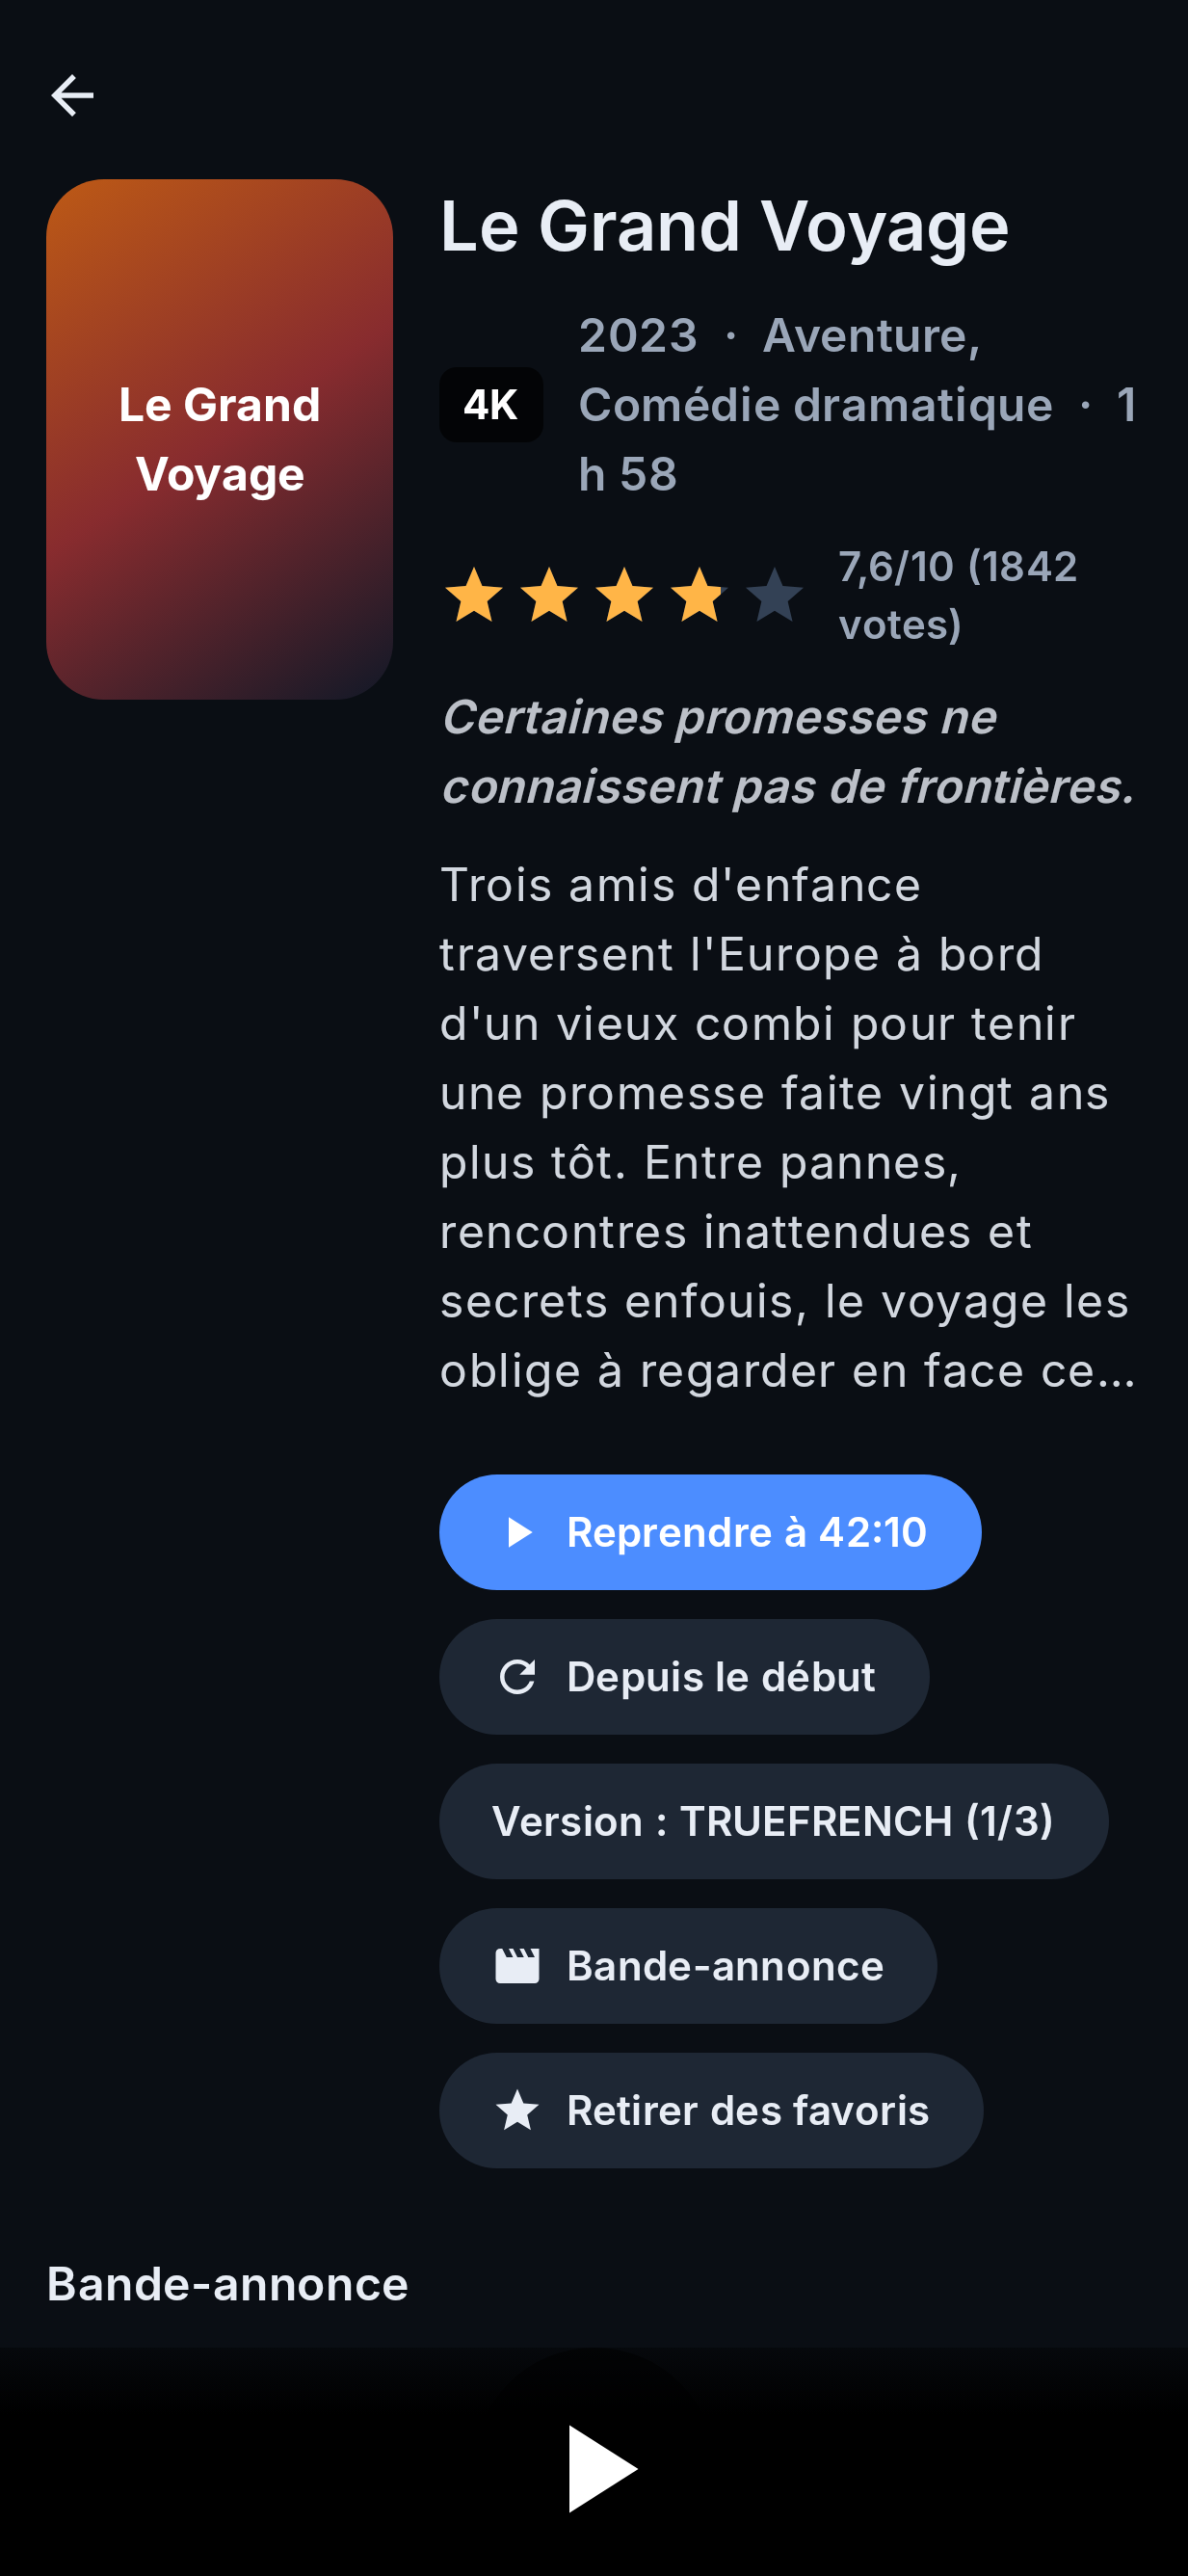 Le Grand
Voyage
Le Grand Voyage
4K
2023 · Aventure,
Comédie dramatique · 1
h 58
7,6/10 (1842
votes)
Certaines promesses ne
connaissent pas de frontières.
Trois amis d'enfance
traversent l'Europe à bord
d'un vieux combi pour tenir
une promesse faite vingt ans
plus tôt. Entre pannes,
rencontres inattendues et
secrets enfouis, le voyage les
oblige à regarder en face ce…
Reprendre à 42:10
Depuis le début
Version : TRUEFRENCH (1/3)
Bande-annonce
Retirer des favoris
Bande-annonce